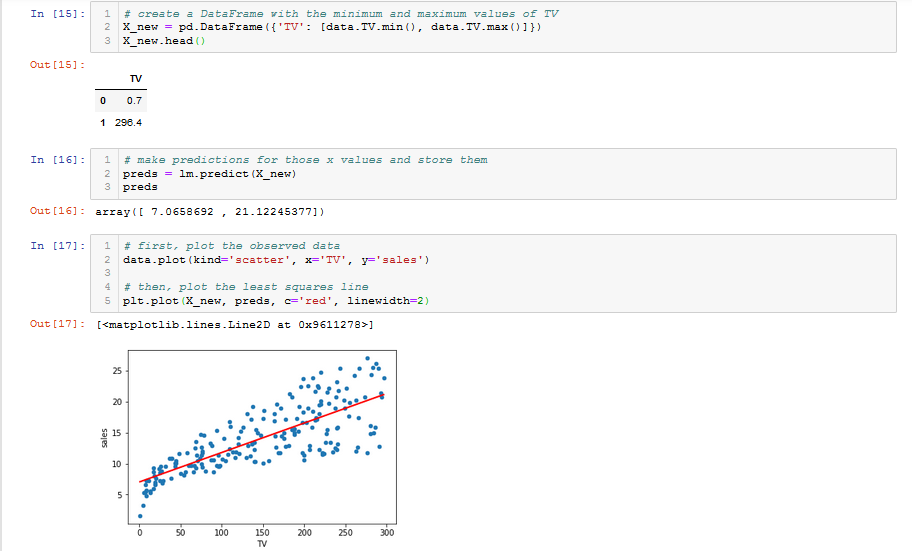 In [15]:
1 # create a DataFrame with the minimum and maximum values of TV
2 X_new = pd.DataFrame({'TV': [data.TV.min(), data.TV.max()]})
3 X_new.head()
Out[15]:
TV
0 0.7
1 296.4
In [16]:
1 # make predictions for those x values and store them
2 preds = lm.predict(X_new)
3 preds
Out[16]: array([ 7.0658692 , 21.12245377])
In [17]:
1 # first, plot the observed data
2 data.plot(kind='scatter', x='TV', y='sales')
3
4 # then, plot the least squares line
5 plt.plot(X_new, preds, c='red', linewidth=2)
Out[17]: [<matplotlib.lines.Line2D at 0x9611278>]
25
20
15
10
5
sales
0 50 100 150 200 250 300
TV